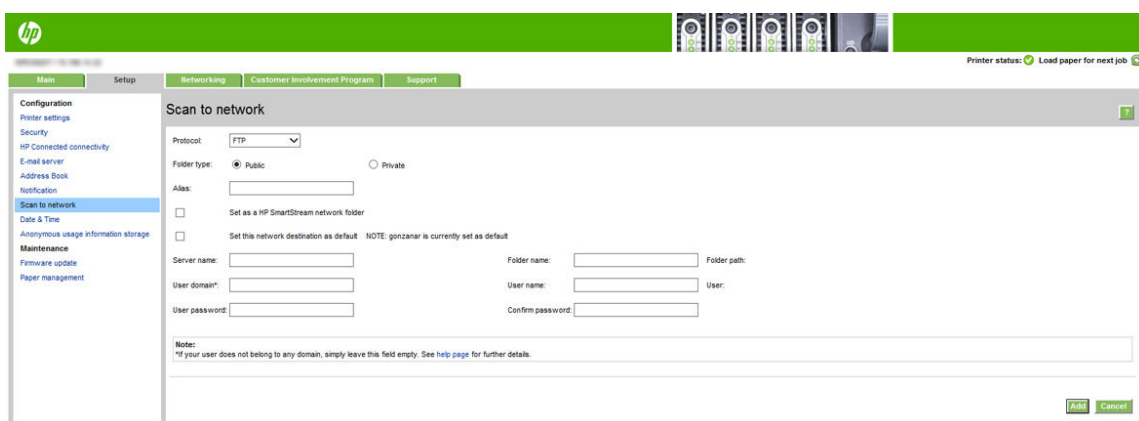 hp
Printer status: Load paper for next job
Main Setup Networking Customer Involvement Program Support
Configuration
Printer settings
Security
HP Connected connectivity
E-mail server
Address Book
Notification
Scan to network
Date & Time
Anonymous usage information storage
Maintenance
Firmware update
Paper management
Scan to network
?
Protocol: FTP
Folder type: Public Private
Alias:
Set as a HP SmartStream network folder
Set this network destination as default NOTE: gonzanar is currently set as default
Server name: Folder name: Folder path:
User domain*: User name: User:
User password: Confirm password:
Note:
*If your user does not belong to any domain, simply leave this field empty. See help page for further details.
Add Cancel